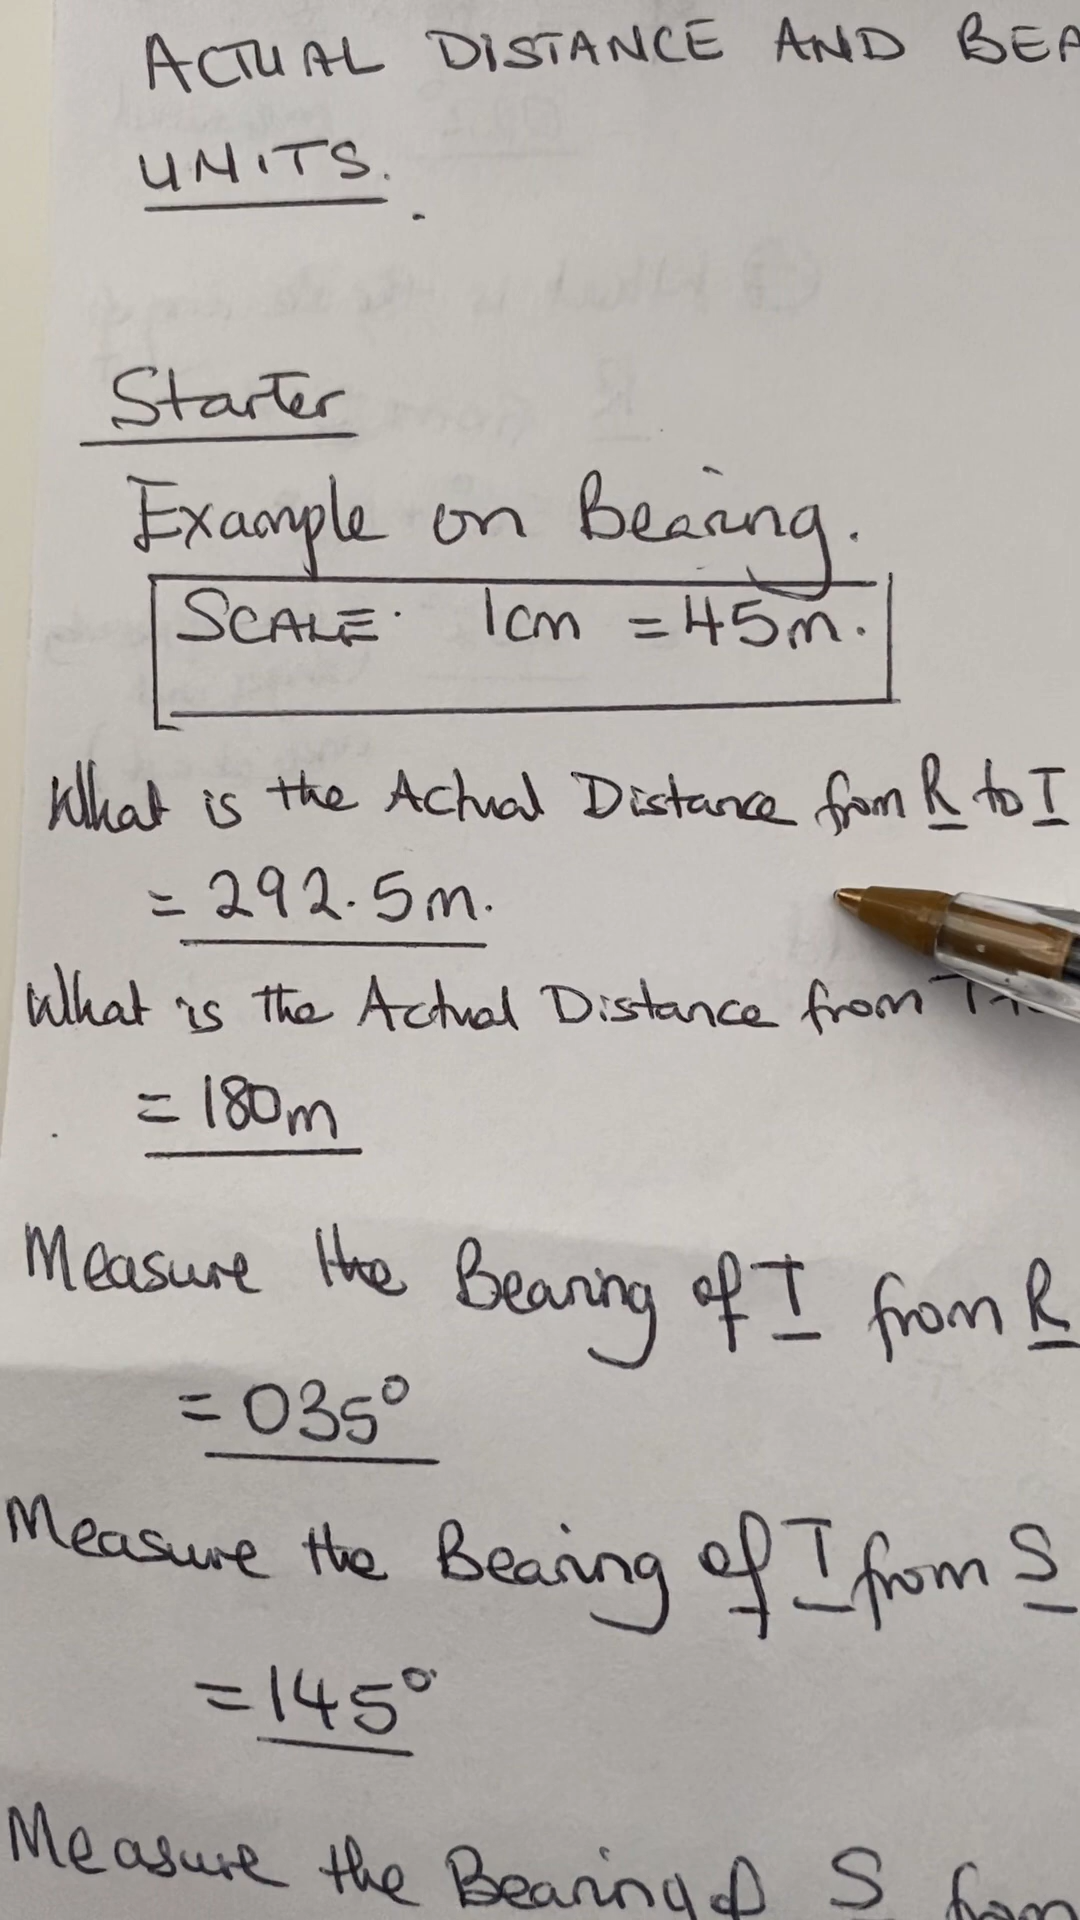 ACTUAL DISTANCE AND BEA
UNITS.
Starter
Example on Bearing.
SCALE. 1cm = 45m.
What is the Actual Distance from R to T
= 292.5m.
What is the Actual Distance from T
= 180m
Measure the Bearing of T from R
= 035°
Measure the Bearing of T from S
= 145°
Measure the Bearing of S from